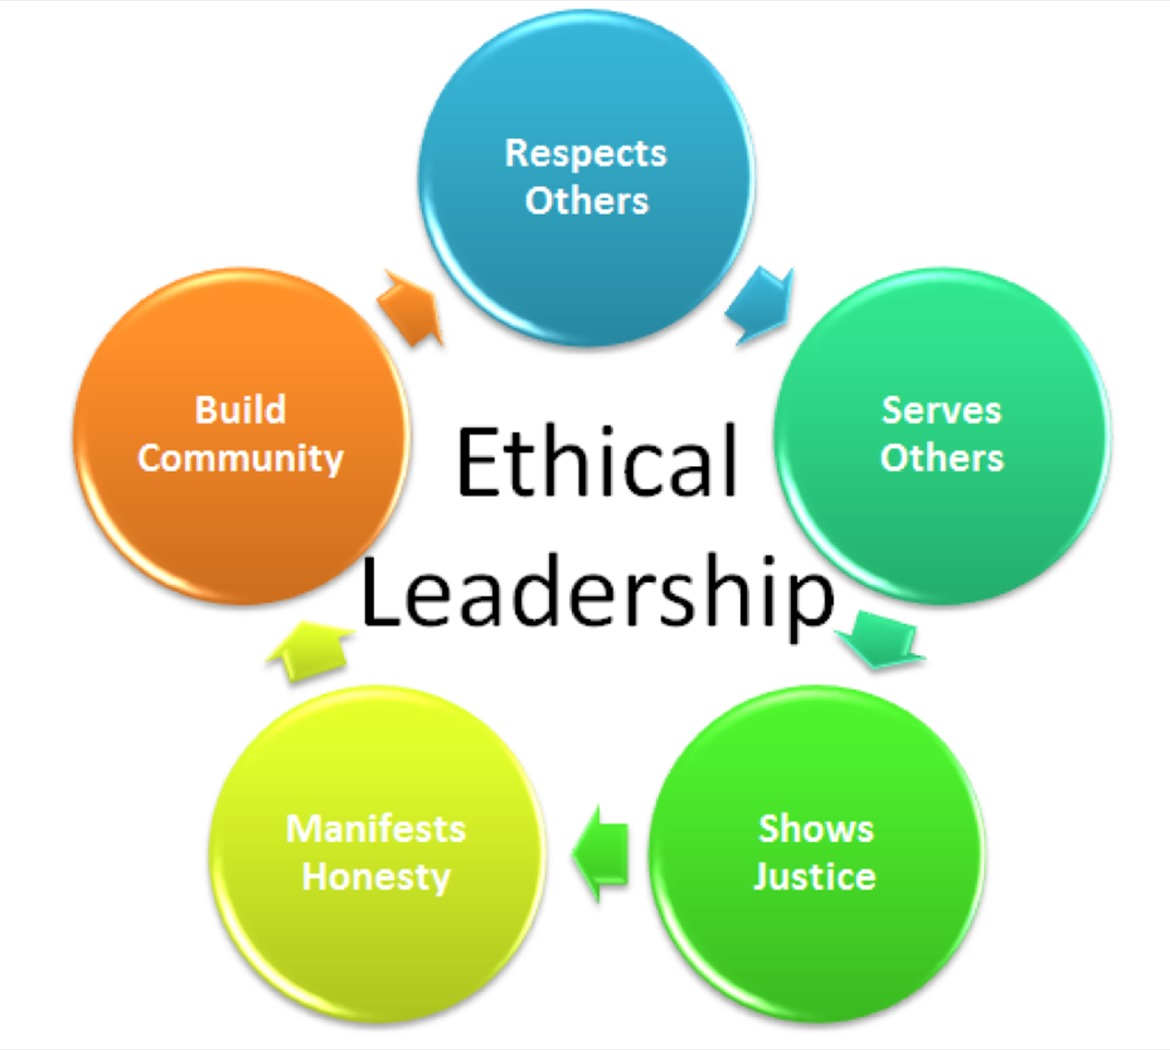 Respects
Others
Serves
Others
Shows
Justice
Manifests
Honesty
Build
Community
Ethical
Leadership